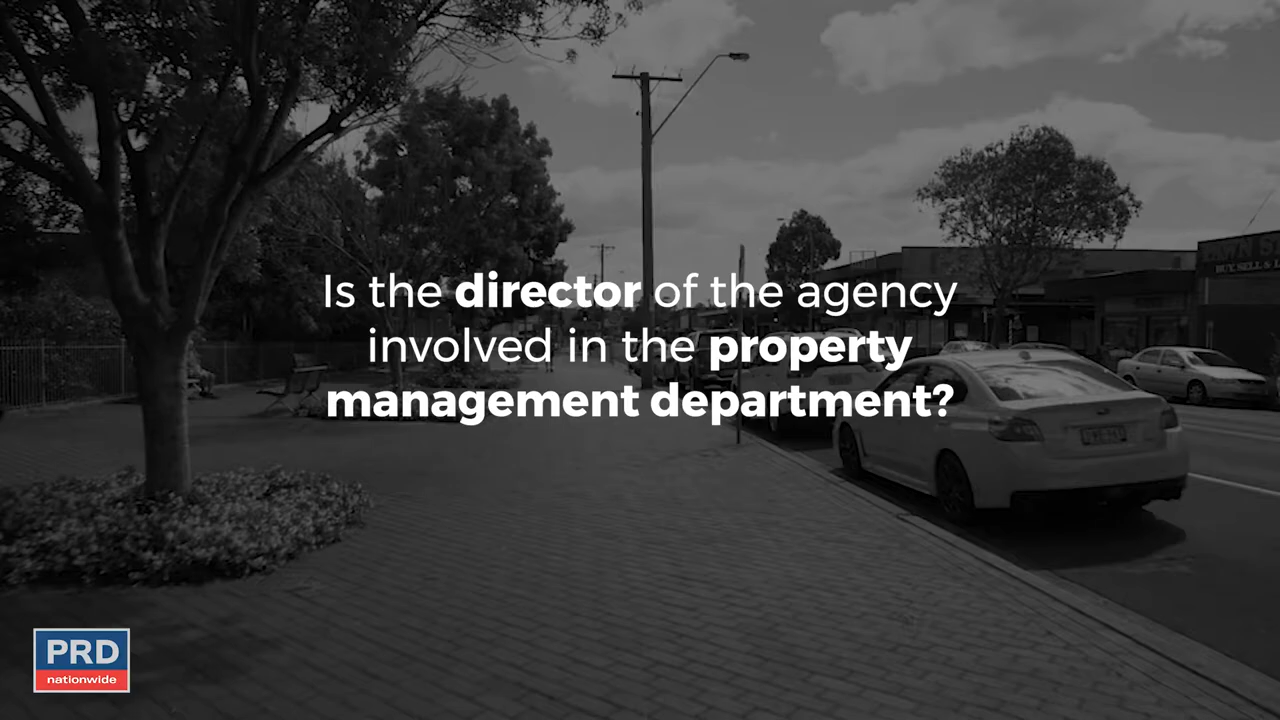 Is the director of the agency
involved in the property
management department?
PRD
nationwide